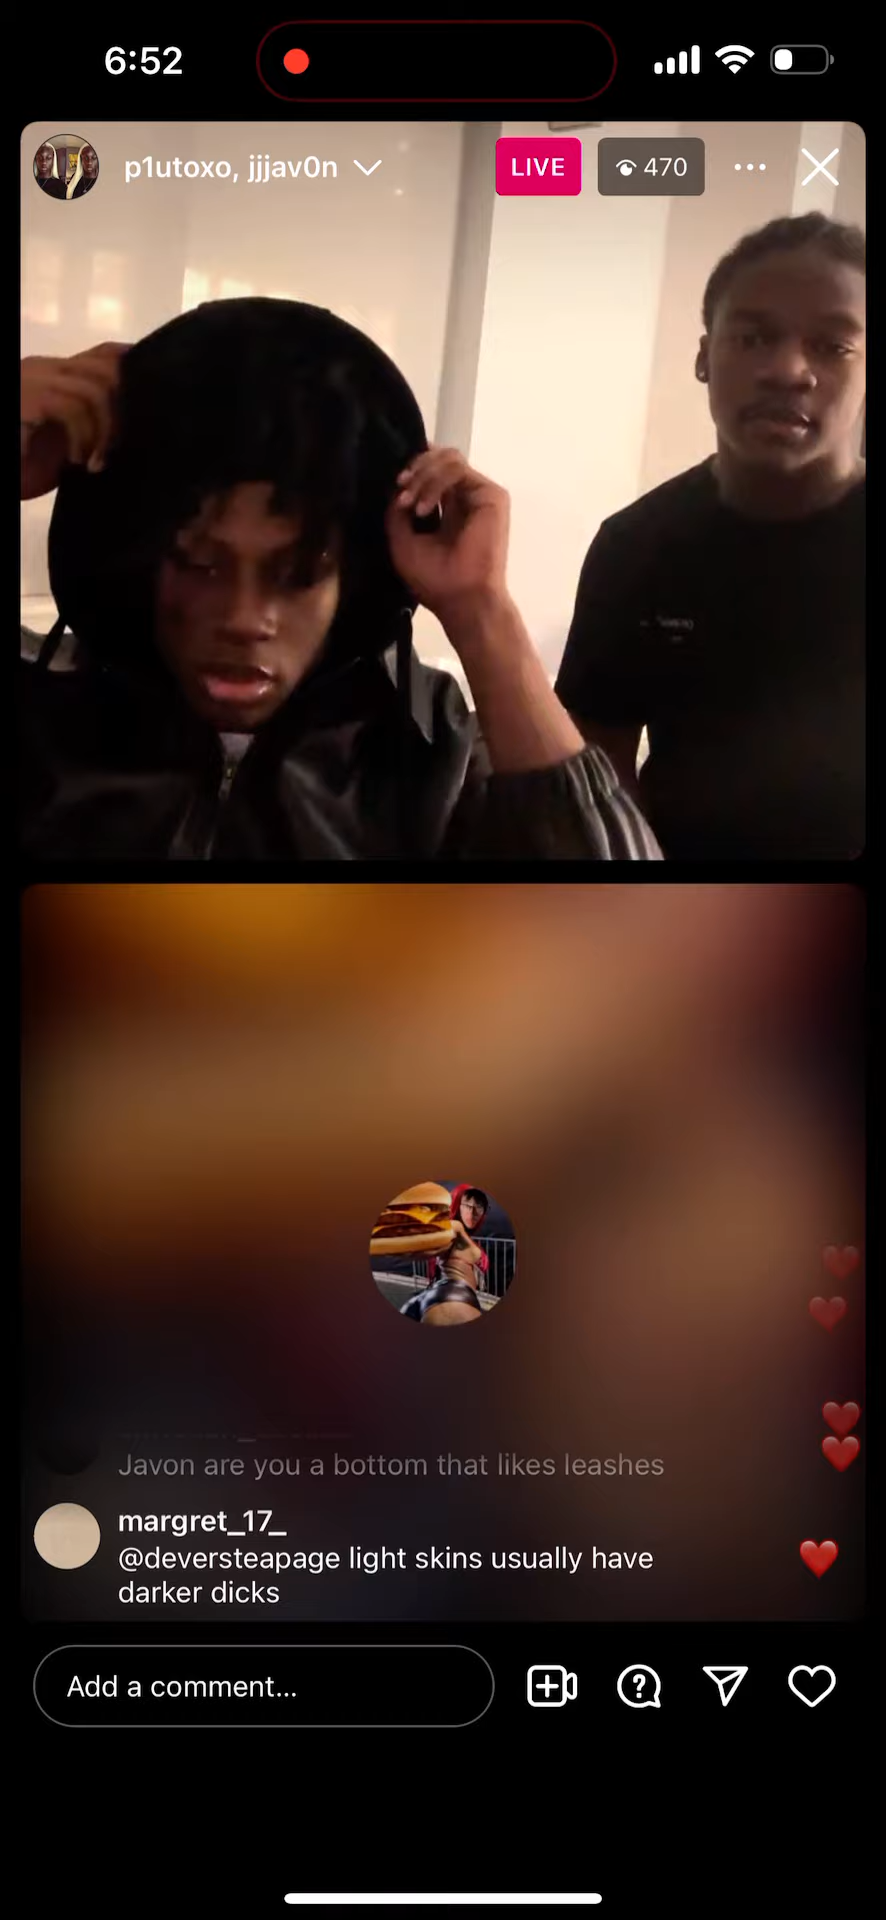 6:52
p1utoxo, jjjav0n
LIVE
470
Javon are you a bottom that likes leashes
margret_17_
@deversteapage light skins usually have
darker dicks
Add a comment...